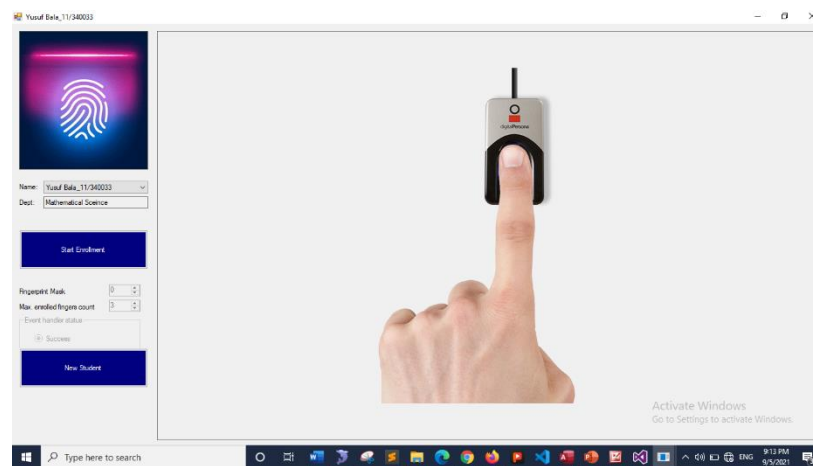 Yusuf Bala_11/340033
digitalPersona
Name: Yusuf Bala_11/340033
Dept: Mathematical Sceince
Start Enrollment
Fingerprint Mask 0
Max. enrolled fingers count 3
Event handler status
Success
New Student
Activate Windows
Go to Settings to activate Windows.
Type here to search
ENG
9:13 PM
9/5/2021